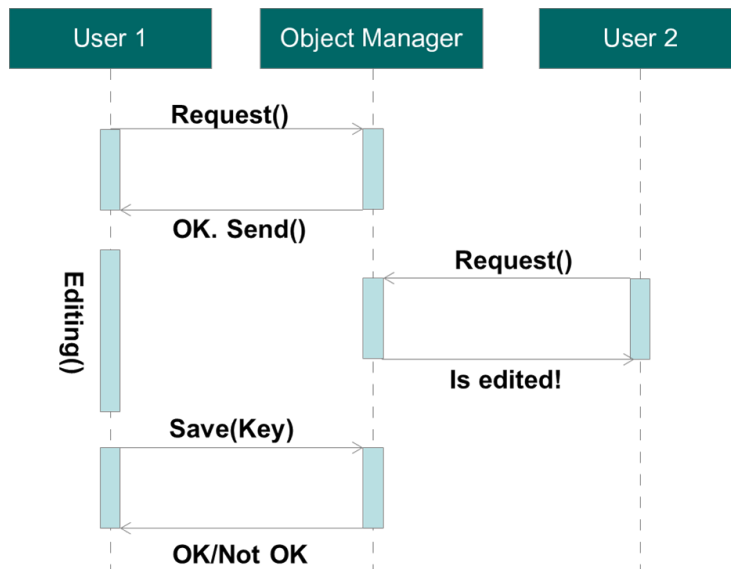 User 1
Object Manager
User 2
Request()
OK. Send()
Editing()
Request()
Is edited!
Save(Key)
OK/Not OK